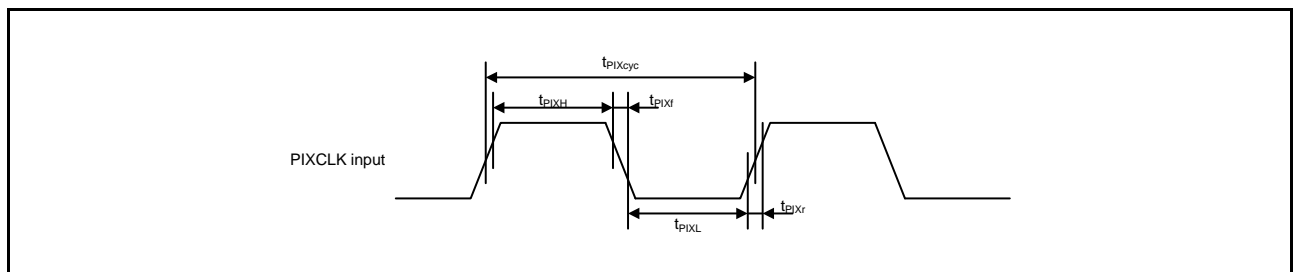 tPIXcyc
tPIXH
tPIXf
PIXCLK input
tPIXL
tPIXr